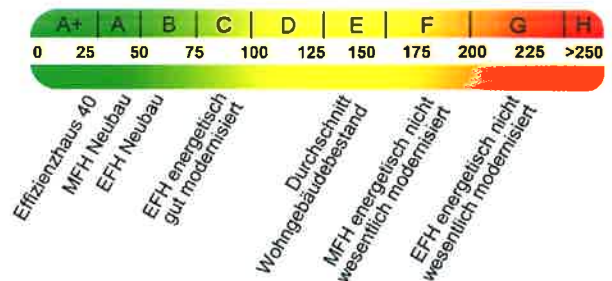 A+ A B C D E F G H
0 25 50 75 100 125 150 175 200 225 >250
Effizienzhaus 40
MFH Neubau
EFH Neubau
EFH energetisch
gut modernisiert
Durchschnitt
Wohngebäudebestand
MFH energetisch nicht
wesentlich modernisiert
EFH energetisch nicht
wesentlich modernisiert